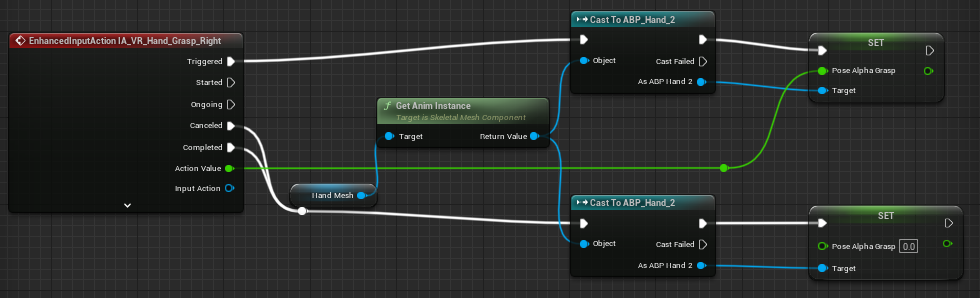 EnhancedInputAction IA_VR_Hand_Grasp_Right
Triggered
Started
Ongoing
Canceled
Completed
Action Value
Input Action
Hand Mesh
f Get Anim Instance
Target is Skeletal Mesh Component
Target Return Value
Cast To ABP_Hand_2
Object Cast Failed
As ABP Hand 2
SET
Pose Alpha Grasp
Target
Cast To ABP_Hand_2
Object Cast Failed
As ABP Hand 2
SET
Pose Alpha Grasp 0.0
Target